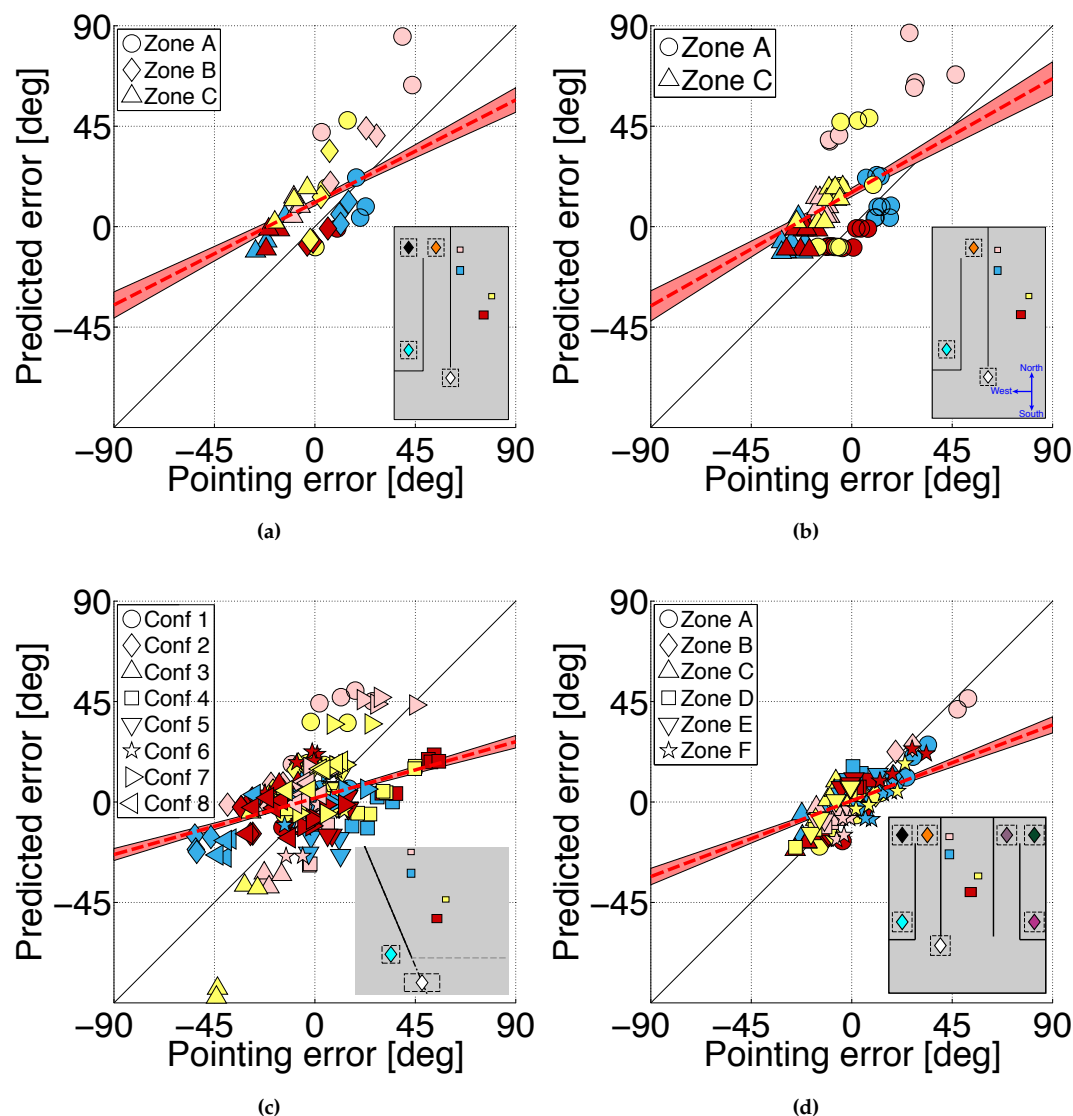 Predicted error [deg]
90
45
0
−45
−90
−45
0
45
90
Pointing error [deg]
Zone A
Zone B
Zone C
(a)
Predicted error [deg]
90
45
0
−45
−90
−45
0
45
90
Pointing error [deg]
Zone A
Zone C
North
West
South
(b)
Predicted error [deg]
90
45
0
−45
−90
−45
0
45
90
Pointing error [deg]
Conf 1
Conf 2
Conf 3
Conf 4
Conf 5
Conf 6
Conf 7
Conf 8
(c)
Predicted error [deg]
90
45
0
−45
−90
−45
0
45
90
Pointing error [deg]
Zone A
Zone B
Zone C
Zone D
Zone E
Zone F
(d)